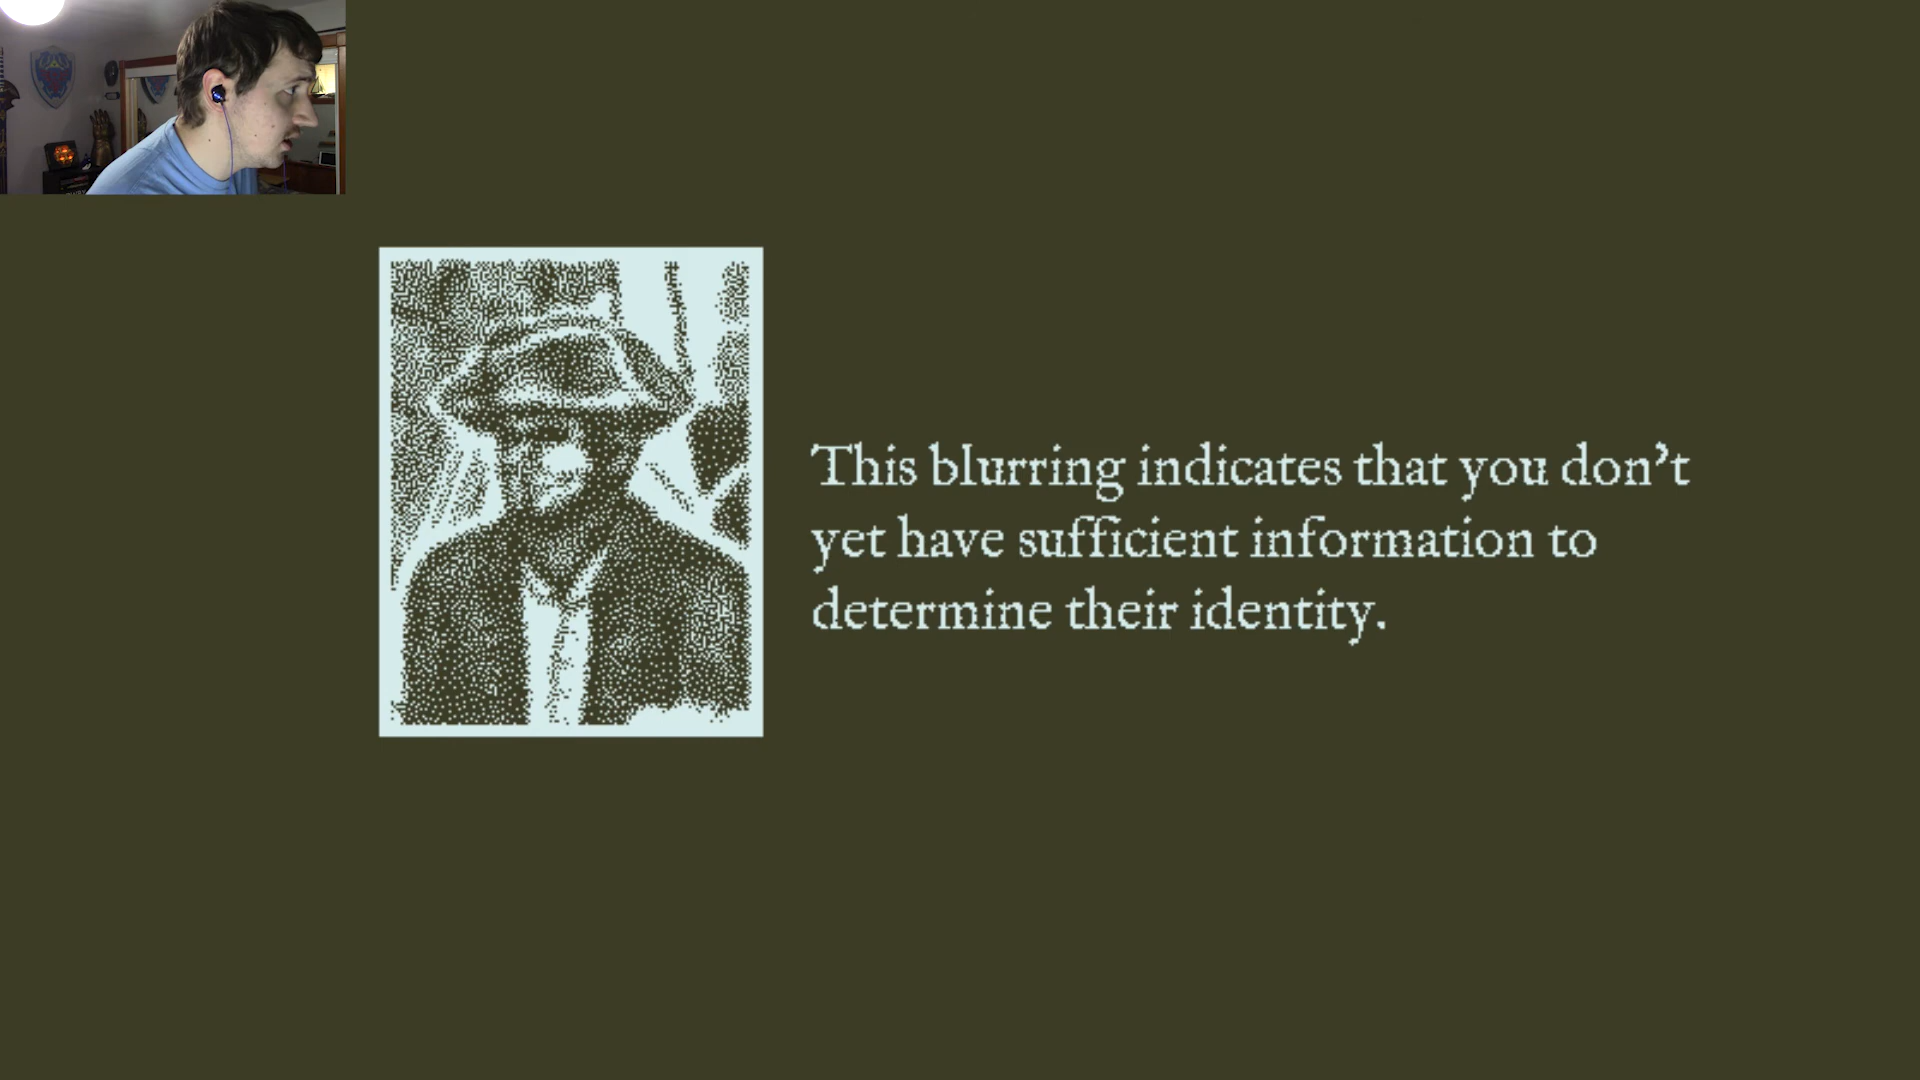 This blurring indicates that you don't
yet have sufficient information to
determine their identity.